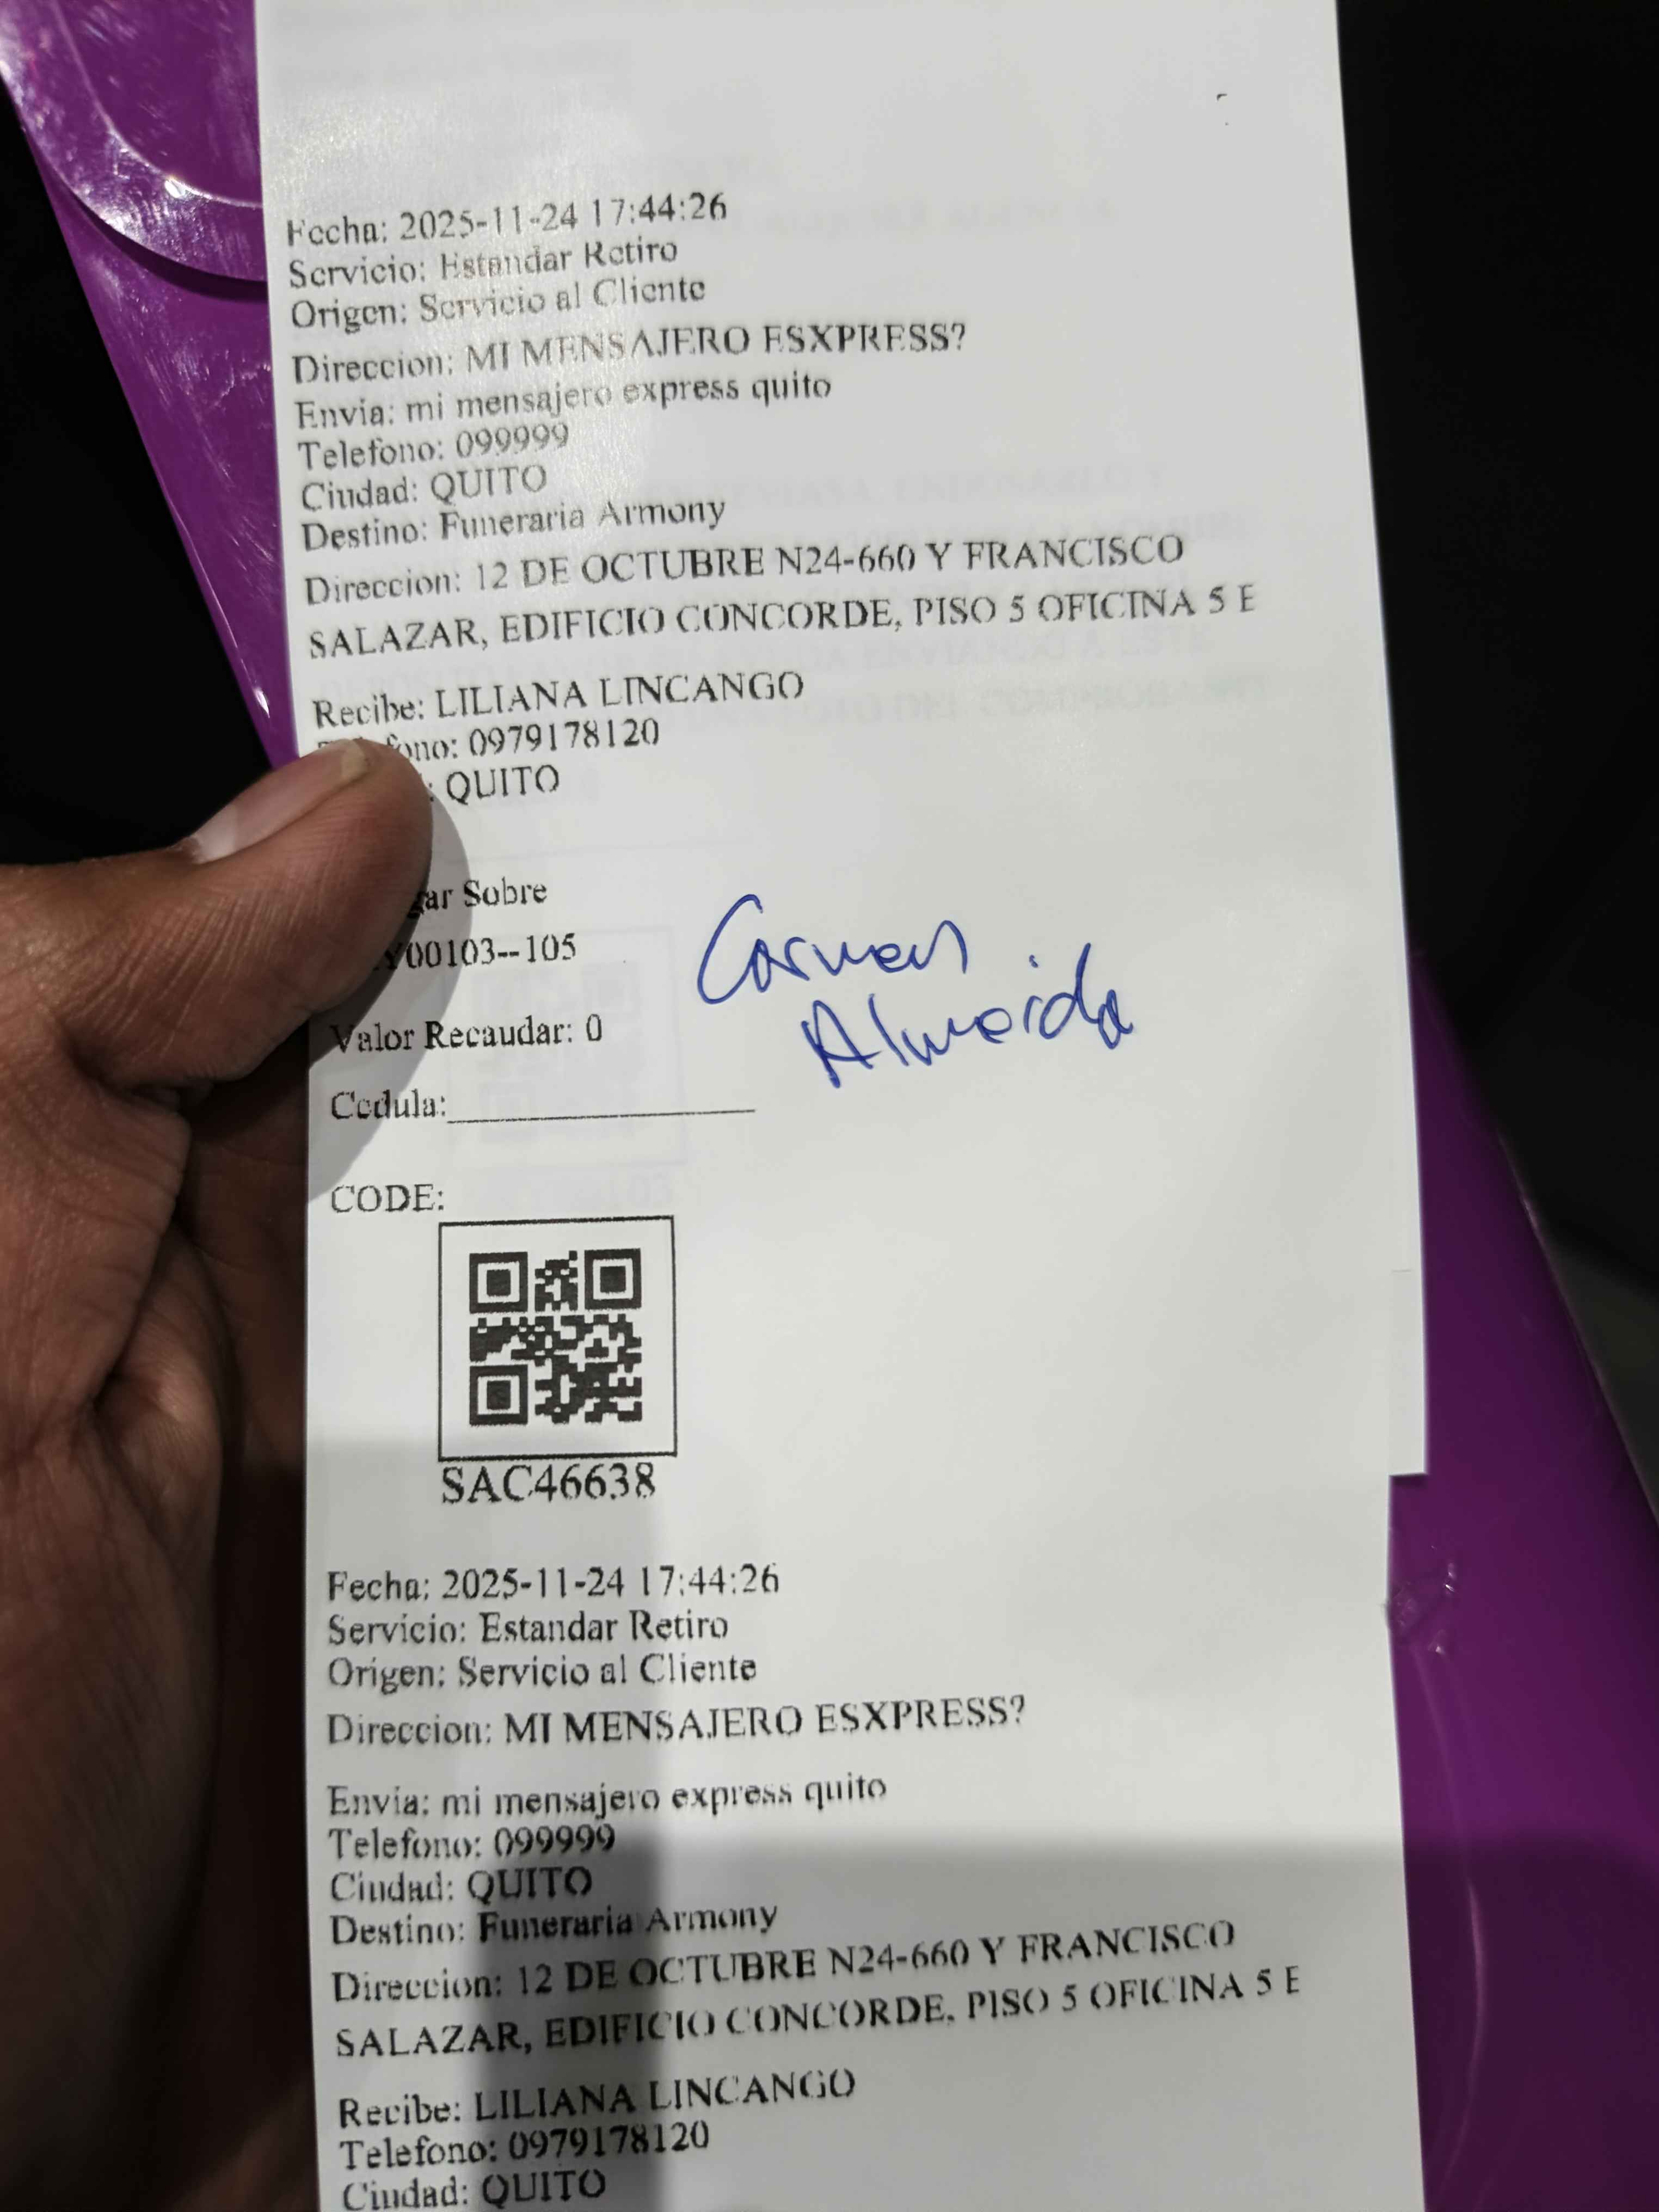 Fecha: 2025-11-24 17:44:26
Servicio: Estandar Retiro
Origen: Servicio al Cliente
Direccion: MI MENSAJERO ESXPRESS?
Envia: mi mensajero express quito
Telefono: 099999
Ciudad: QUITO
Destino: Funeraria Armony
Direccion: 12 DE OCTUBRE N24-660 Y FRANCISCO
SALAZAR, EDIFICIO CONCORDE, PISO 5 OFICINA 5 E
Recibe: LILIANA LINCANGO
fono: 0979178120
: QUITO
gar Sobre
Y00103--105
Carmen
Almeida
Valor Recaudar: 0
Cedula:
CODE:
SAC46638
Fecha: 2025-11-24 17:44:26
Servicio: Estandar Retiro
Origen: Servicio al Cliente
Direccion: MI MENSAJERO ESXPRESS?
Envia: mi mensajero express quito
Telefono: 099999
Ciudad: QUITO
Destino: Funeraria Armony
Direccion: 12 DE OCTUBRE N24-660 Y FRANCISCO
SALAZAR, EDIFICIO CONCORDE, PISO 5 OFICINA 5 E
Recibe: LILIANA LINCANGO
Telefono: 0979178120
Ciudad: QUITO